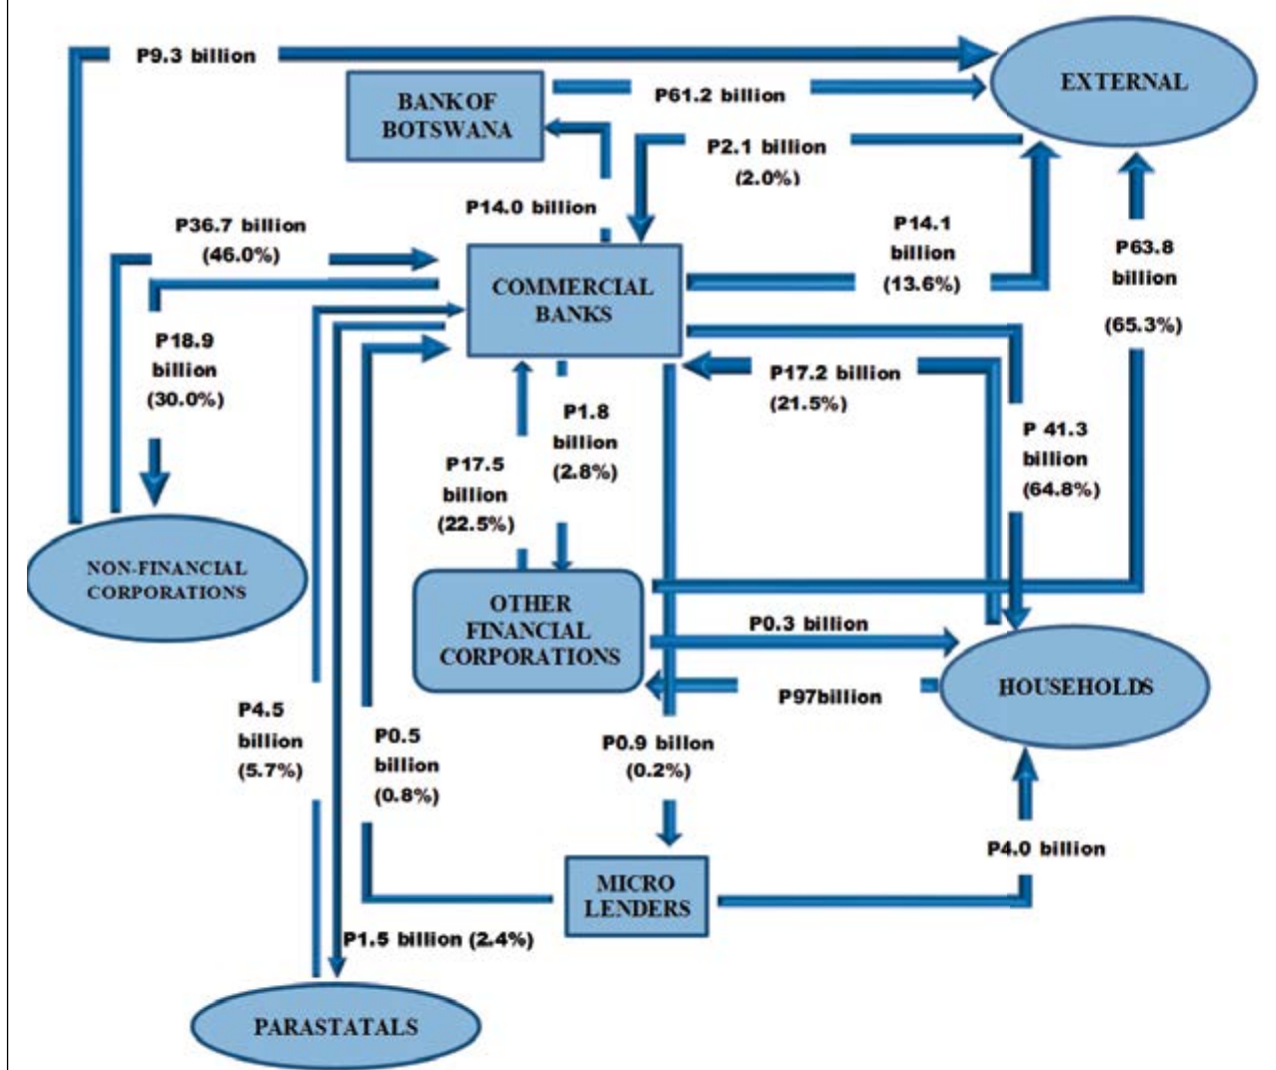 P9.3 billion
EXTERNAL
BANK OF
BOTSWANA
P61.2 billion
P2.1 billion
(2.0%)
P14.0 billion
P36.7 billion
(46.0%)
P14.1
billion
(13.6%)
P63.8
billion
(65.3%)
COMMERCIAL
BANKS
P18.9
billion
(30.0%)
P17.2 billion
(21.5%)
P1.8
billion
(2.8%)
P 41.3
billion
(64.8%)
P17.5
billion
(22.5%)
NON-FINANCIAL
CORPORATIONS
OTHER
FINANCIAL
CORPORATIONS
P0.3 billion
HOUSEHOLDS
P97billion
P4.5
billion
(5.7%)
P0.5
billion
(0.8%)
P0.9 billon
(0.2%)
P4.0 billion
MICRO
LENDERS
P1.5 billion (2.4%)
PARASTATALS